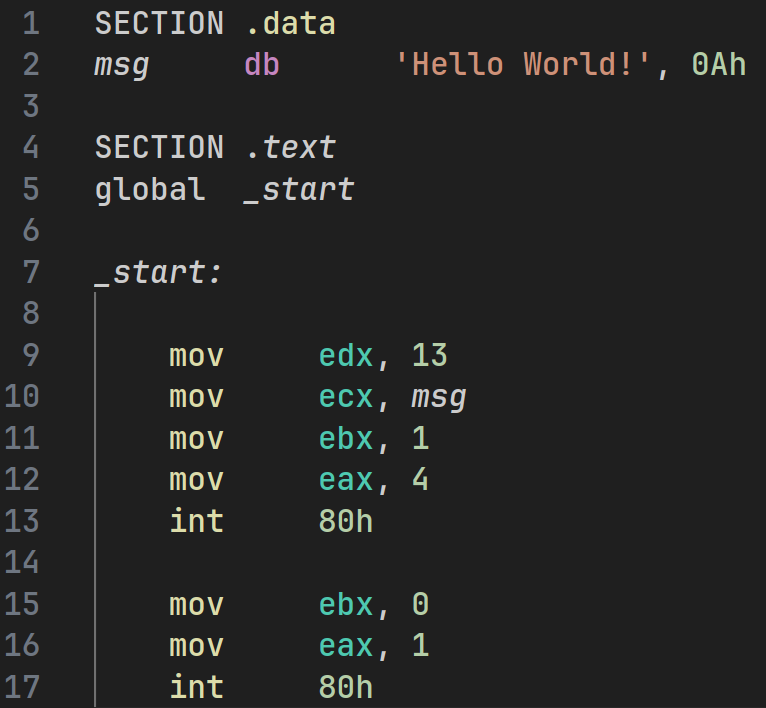 1 SECTION .data
2 msg db 'Hello World!', 0Ah
3
4 SECTION .text
5 global _start
6
7 _start:
8
9 mov edx, 13
10 mov ecx, msg
11 mov ebx, 1
12 mov eax, 4
13 int 80h
14
15 mov ebx, 0
16 mov eax, 1
17 int 80h